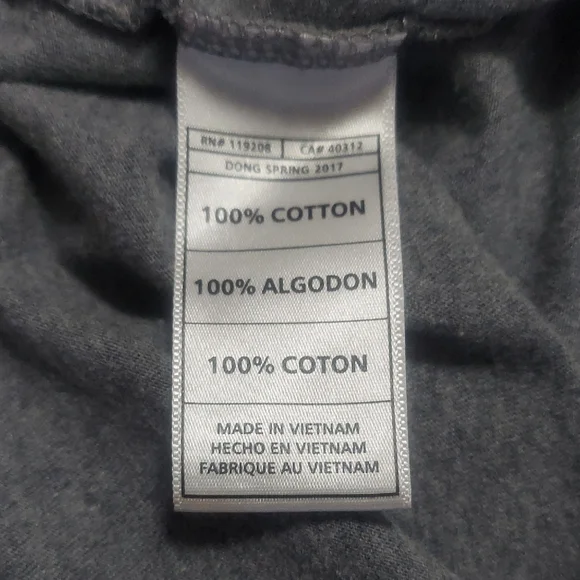 RN# 119208 CA# 40312
DONG SPRING 2017
100% COTTON
100% ALGODON
100% COTON
MADE IN VIETNAM
HECHO EN VIETNAM
FABRIQUE AU VIETNAM